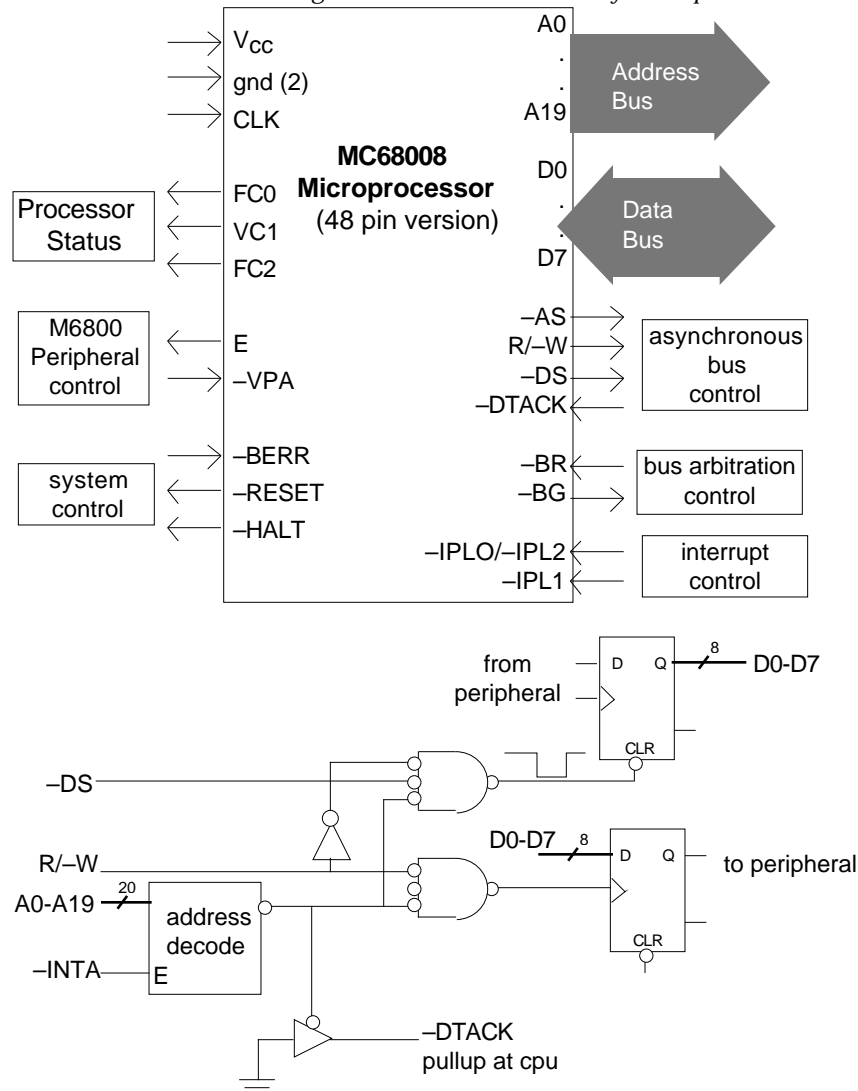 V CC
gnd (2)
CLK
MC68008
Microprocessor
(48 pin version)
A0
.
.
A19
Address
Bus
D0
.
.
D7
Data
Bus
Processor
Status
FC0
VC1
FC2
M6800
Peripheral
control
E
–VPA
–AS
R/–W
–DS
–DTACK
asynchronous
bus
control
system
control
–BERR
–RESET
–HALT
–BR
–BG
bus arbitration
control
–IPLO/–IPL2
–IPL1
interrupt
control
from
peripheral
D Q
CLR
8
D0-D7
–DS
R/–W
A0-A19
20
address
decode
–INTA
E
D0-D7
8
D Q
CLR
to peripheral
–DTACK
pullup at cpu